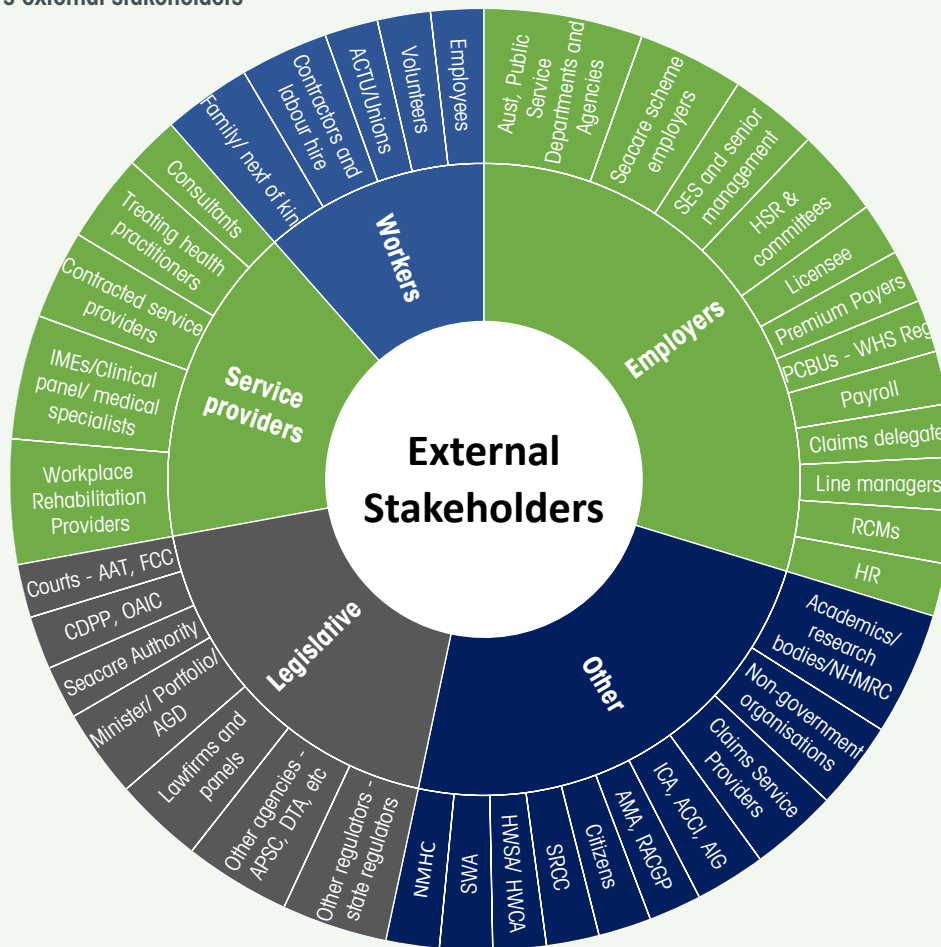 s external stakeholders
External
Stakeholders
Employers
Aust, Public
Service
Departments and
Agencies
Seacare scheme
employers
SES and senior
management
HSR &
committees
Licensee
Premium Payers
PCBUs - WHS Reg
Payroll
Claims delegate
Line managers
RCMs
HR
Other
Academics/
research
bodies/NHMRC
Non-government
organisations
Claims Service
Providers
ICA, ACCI, AIG
AMA, RACGP
Citizens
SRCC
HWSA/ HWCA
SWA
NMHC
Legislative
Other regulators -
state regulators
Other agencies -
APSC, DTA, etc
Lawfirms and
panels
Minister/ Portfolio/
AGD
Seacare Authority
CDPP, OAIC
Courts - AAT, FCC
Service
providers
Workplace
Rehabilitation
Providers
IMEs/Clinical
panel/ medical
specialists
Contracted service
providers
Treating health
practitioners
Consultants
Workers
Family/ next of kin
Contractors and
labour hire
ACTU/Unions
Volunteers
Employees